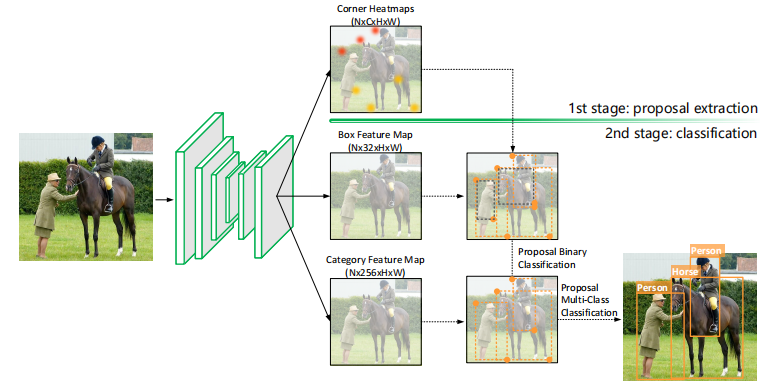 Corner Heatmaps
(NxCxHxW)
1st stage: proposal extraction
2nd stage: classification
Box Feature Map
(Nx32xHxW)
Proposal Binary
Classification
Category Feature Map
(Nx256xHxW)
Proposal
Multi-Class
Classification
Person
Horse
Person